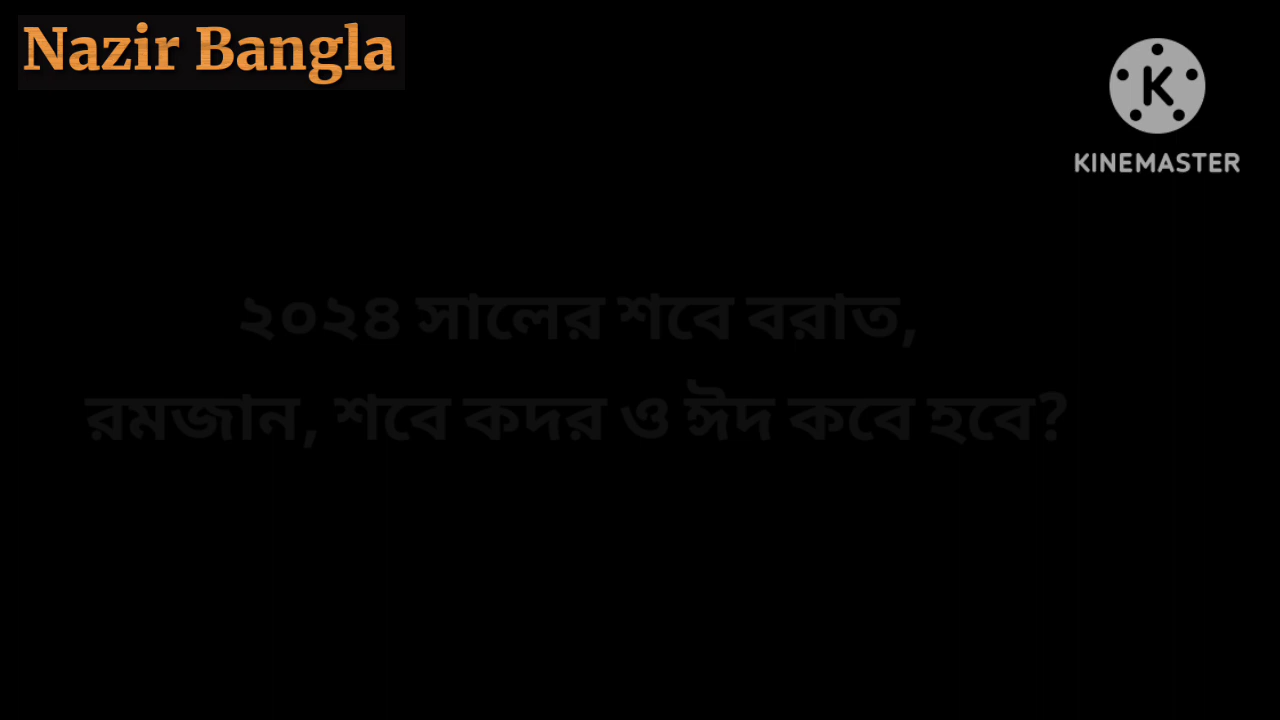 Nazir Bangla
KINEMASTER
২০২৪ সালের শবে বরাত,
রমজান, শবে কদর ও ঈদ কবে হবে?